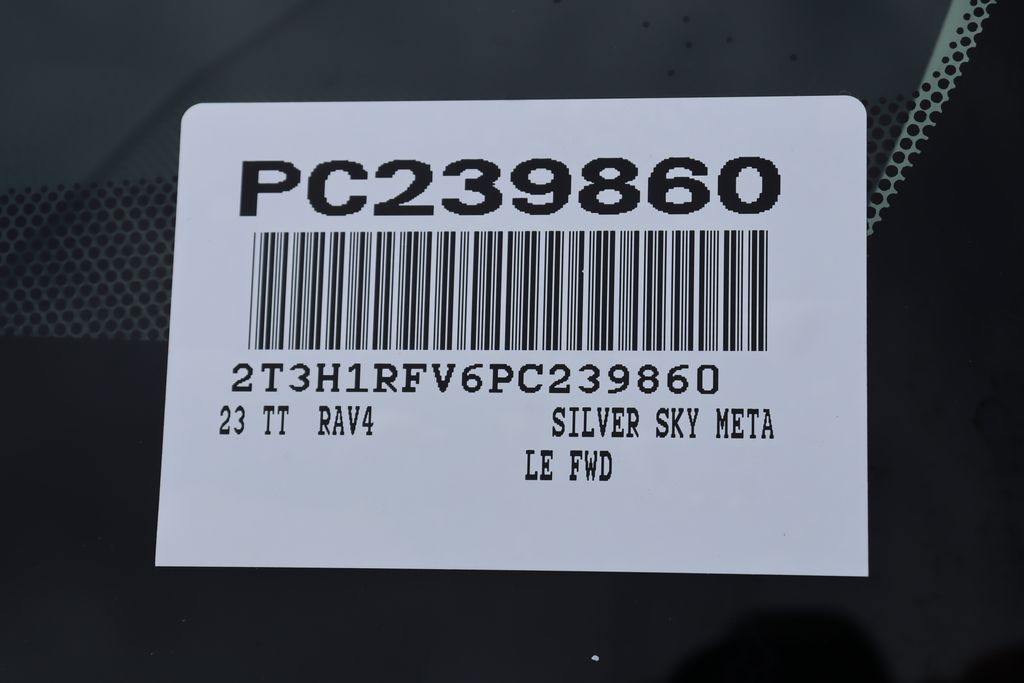 PC239860
2T3H1RFV6PC239860
23 TT RAV4 SILVER SKY META
LE FWD